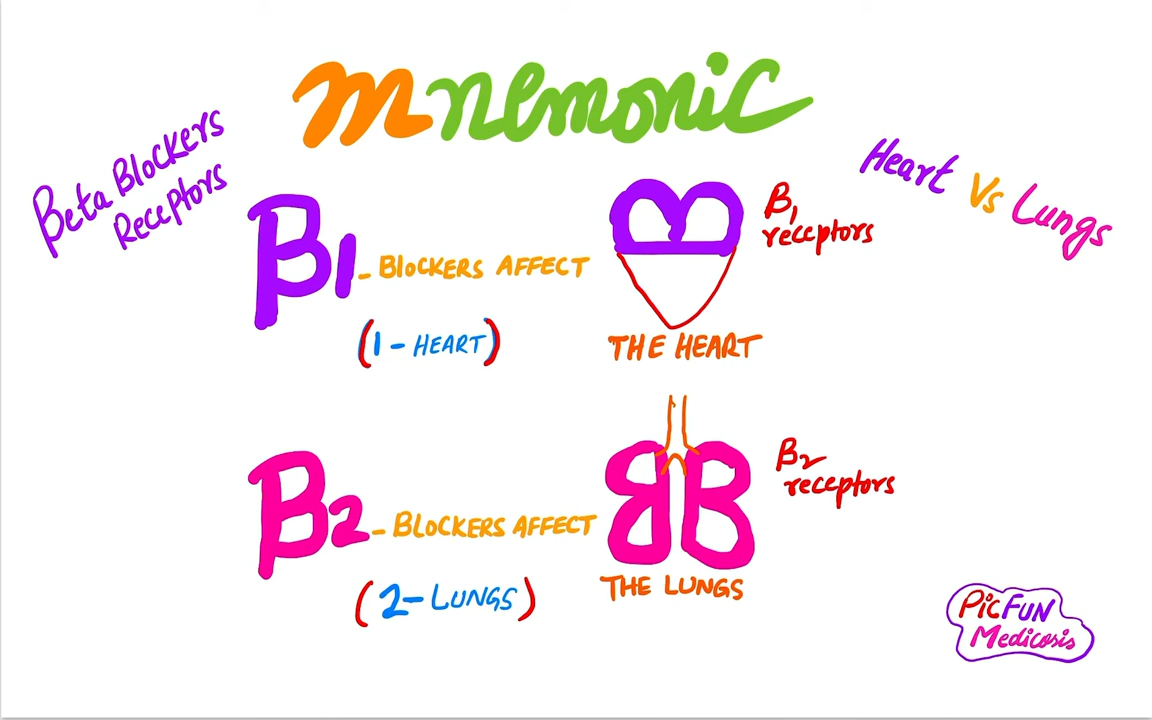 mnemonic
Beta Blockers
Receptors
Heart Vs Lungs
B1 - BLOCKERS AFFECT
(1 - HEART)
B1
receptors
THE HEART
B2 - BLOCKERS AFFECT
(2 - LUNGS)
B2
receptors
THE LUNGS
PicFUN
Medicosis